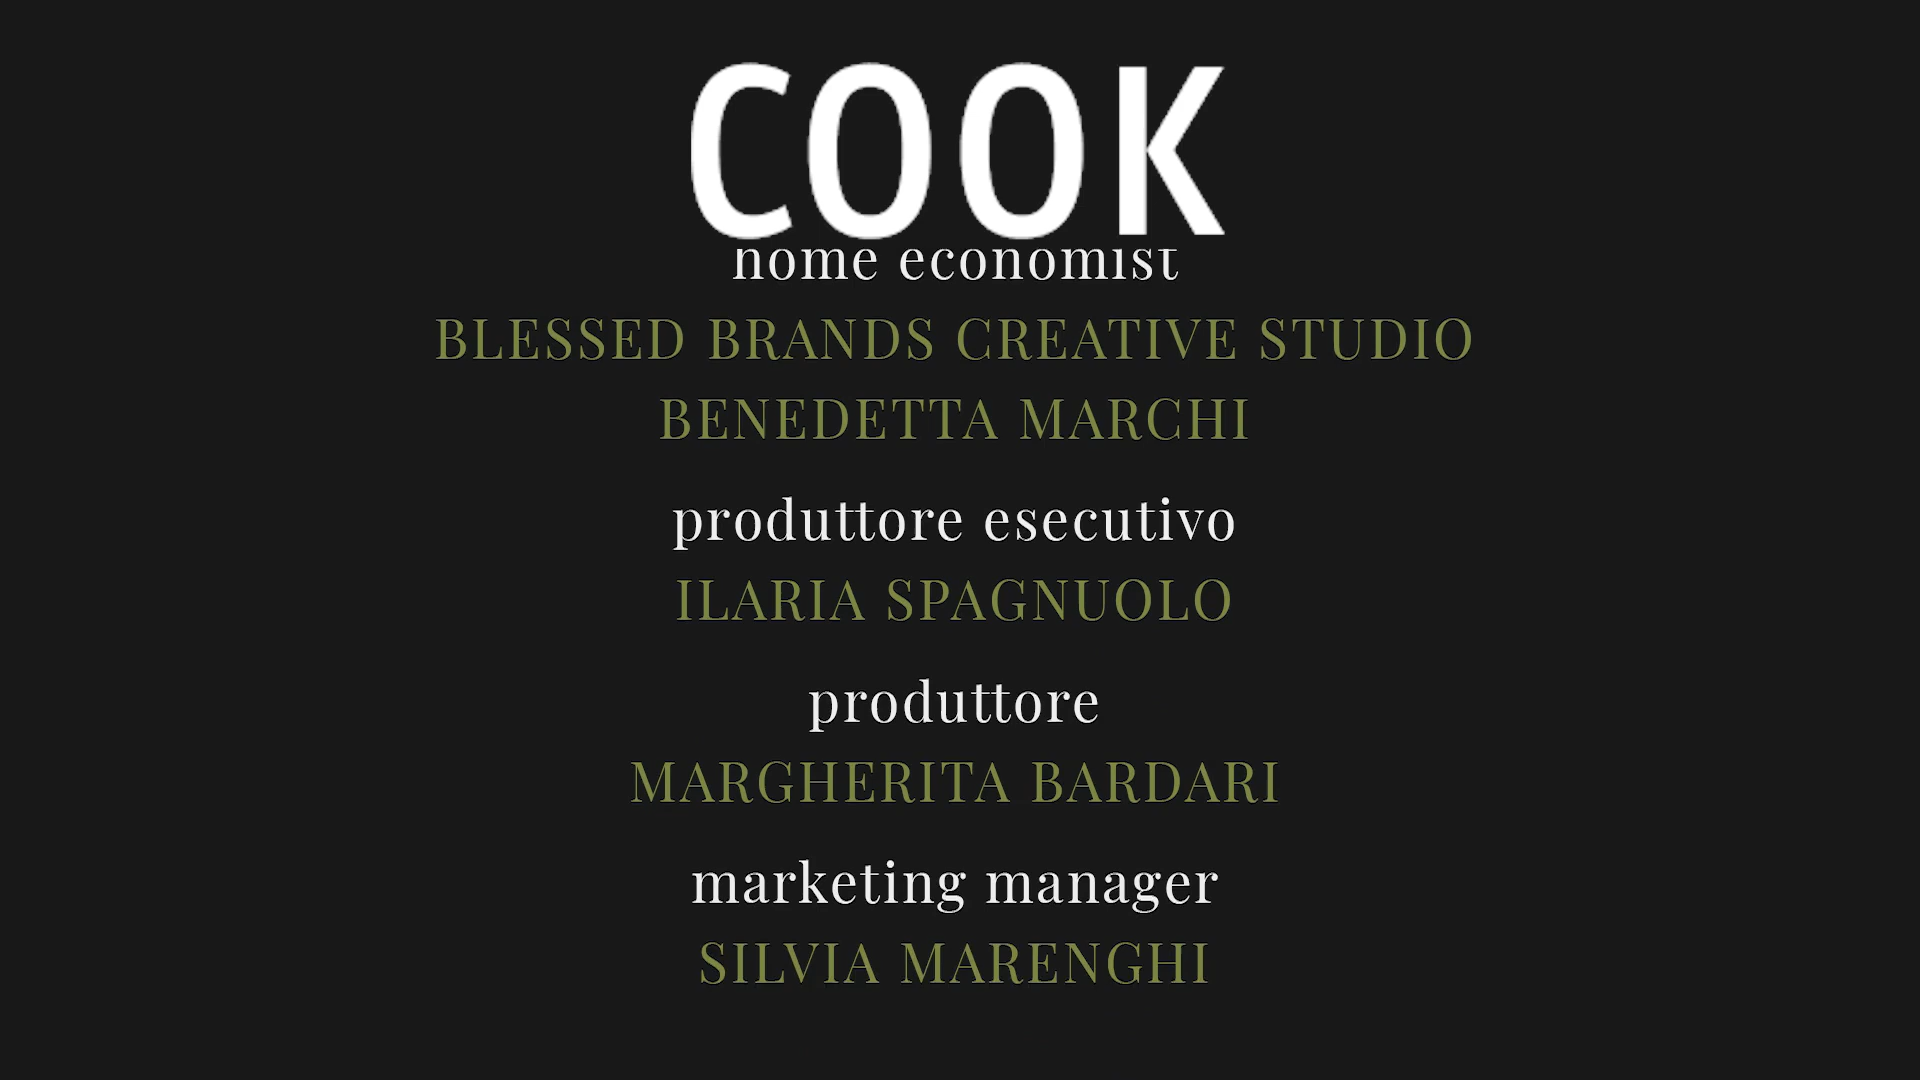 COOK
home economist
BLESSED BRANDS CREATIVE STUDIO
BENEDETTA MARCHI
produttore esecutivo
ILARIA SPAGNUOLO
produttore
MARGHERITA BARDARI
marketing manager
SILVIA MARENGHI